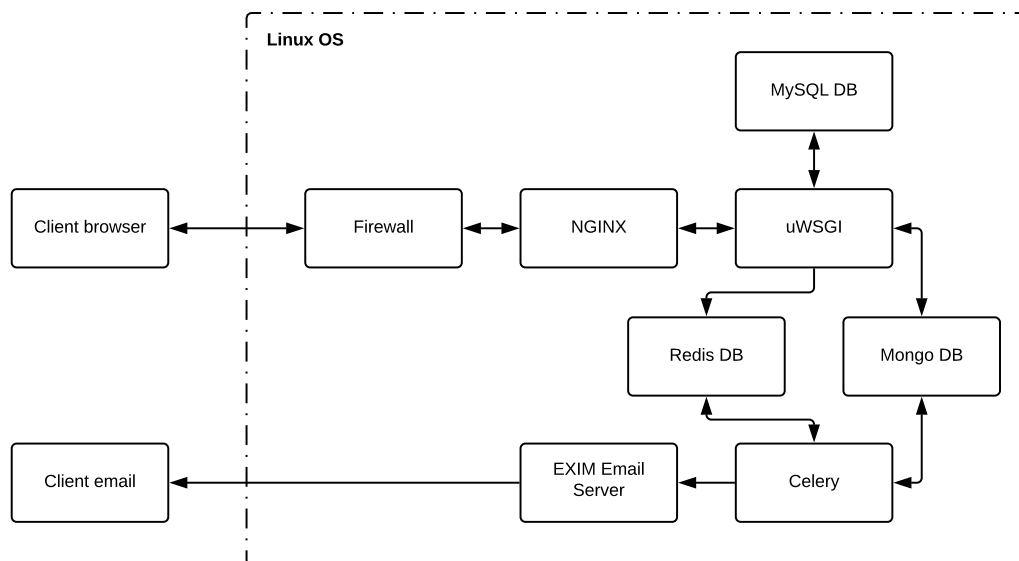 Linux OS
MySQL DB
Client browser
Firewall
NGINX
uWSGI
Redis DB
Mongo DB
Client email
EXIM Email
Server
Celery